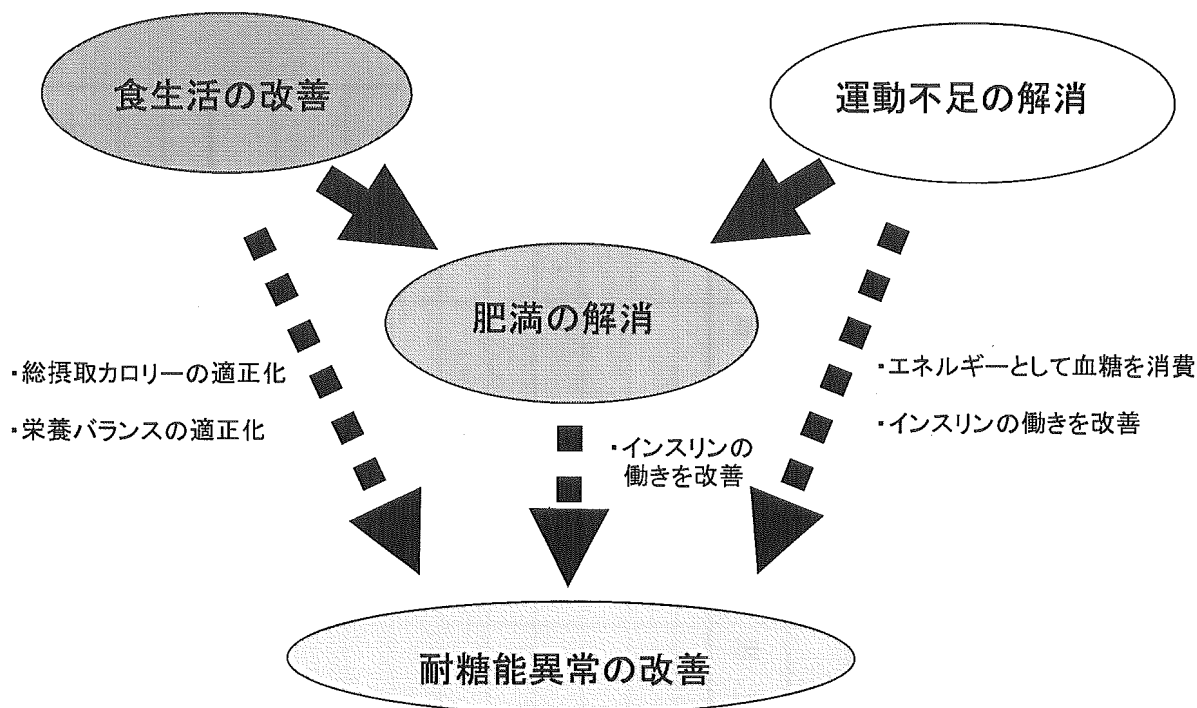 食生活の改善
運動不足の解消
肥満の解消
・総摂取カロリーの適正化
・栄養バランスの適正化
・エネルギーとして血糖を消費
・インスリンの働きを改善
・インスリンの
働きを改善
耐糖能異常の改善